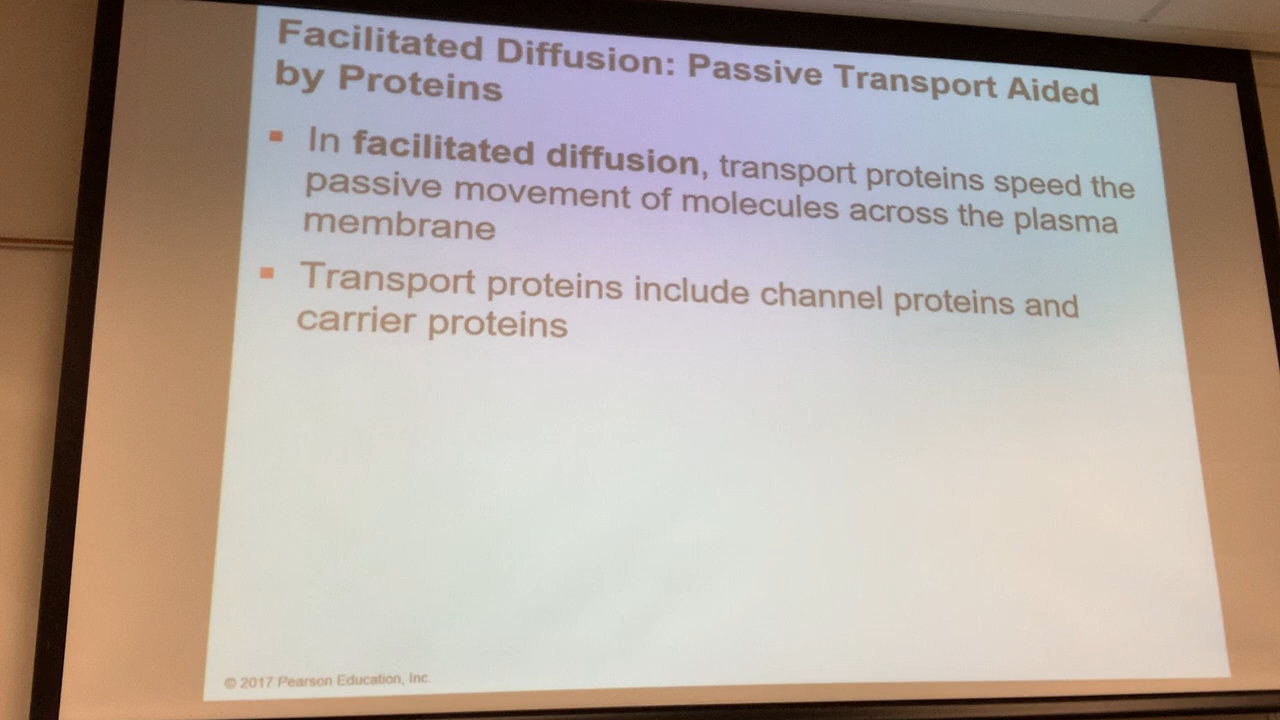 Facilitated Diffusion: Passive Transport Aided
by Proteins
▪ In facilitated diffusion, transport proteins speed the
passive movement of molecules across the plasma
membrane
▪ Transport proteins include channel proteins and
carrier proteins
© 2017 Pearson Education, Inc.